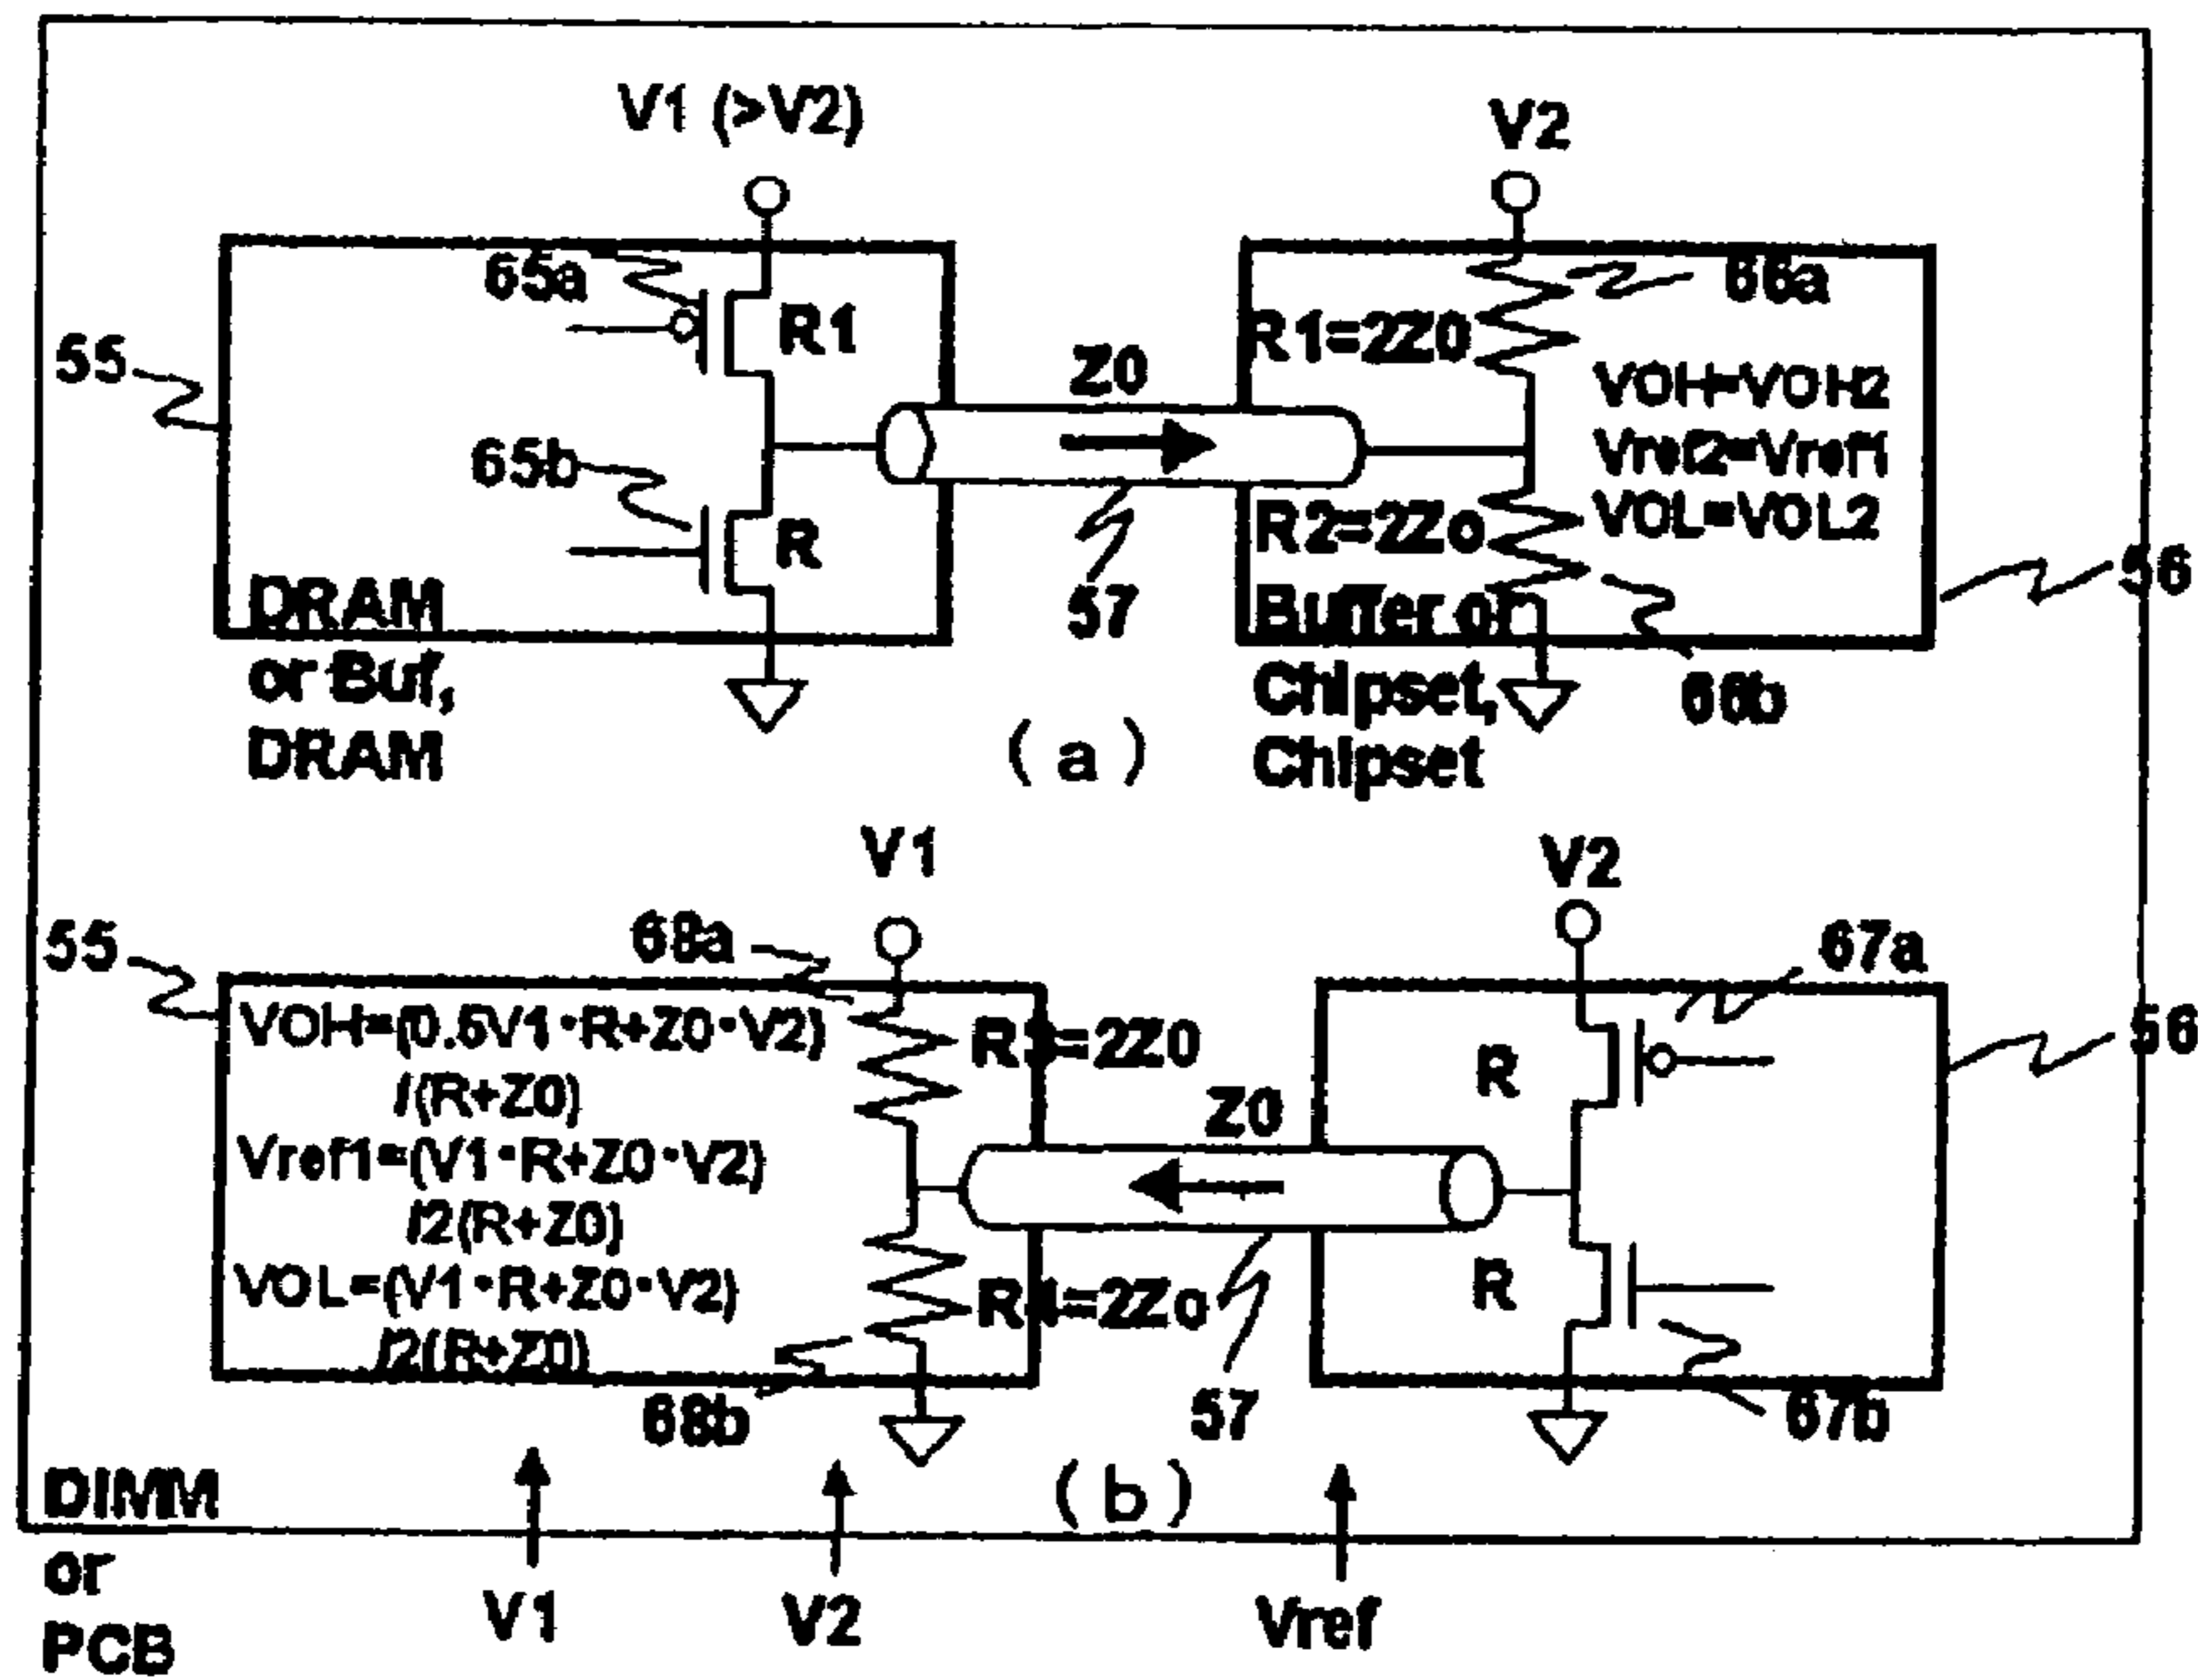 V1 (>V2)
V2
65a
R1
66a
55
R1=2Z0
Z0
VOH=VOH2
Vref2=Vref1
VOL=VOL2
65b
R
R2=2Zo
57
56
DRAM
or Buf,
DRAM
Buffer or
Chipset,
Chipset
66b
(a)
V1
V2
55
68a
67a
56
VOH=(0.5V1·R+Z0·V2)
/(R+Z0)
Vref1=(V1·R+Z0·V2)
/2(R+Z0)
VOL=(V1·R+Z0·V2)
/2(R+Z0)
=2Z0
R
Z0
R
=2Zo
68b
57
67b
(b)
DIMM
or
PCB
V1
V2
Vref